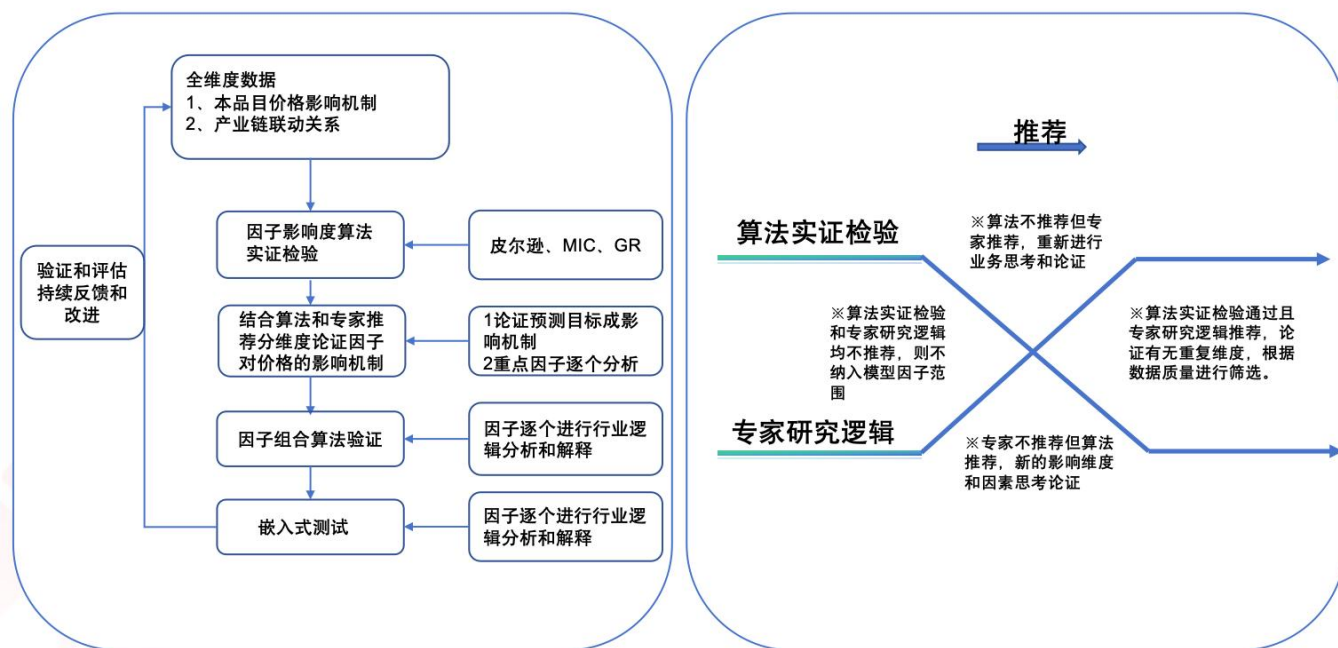 全维度数据
1、本品目价格影响机制
2、产业链联动关系
因子影响度算法
实证检验
皮尔逊、MIC、GR
验证和评估
持续反馈和
改进
结合算法和专家推
荐分维度论证因子
对价格的影响机制
1论证预测目标成影
响机制
2重点因子逐个分析
因子组合算法验证
因子逐个进行行业逻
辑分析和解释
嵌入式测试
因子逐个进行行业逻
辑分析和解释
推荐
算法实证检验
※算法不推荐但专
家推荐，重新进行
业务思考和论证
※算法实证检验
和专家研究逻辑
均不推荐，则不
纳入模型因子范
围
※算法实证检验通过且
专家研究逻辑推荐，论
证有无重复维度，根据
数据质量进行筛选。
专家研究逻辑
※专家不推荐但算法
推荐，新的影响维度
和因素思考论证